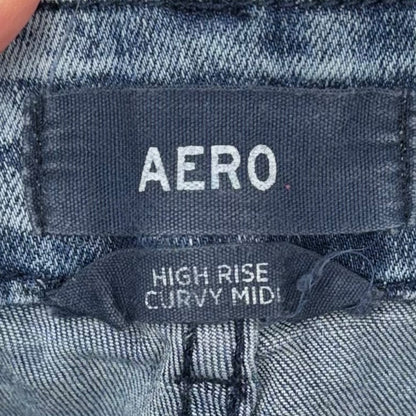 AERO
HIGH RISE
CURVY MIDI